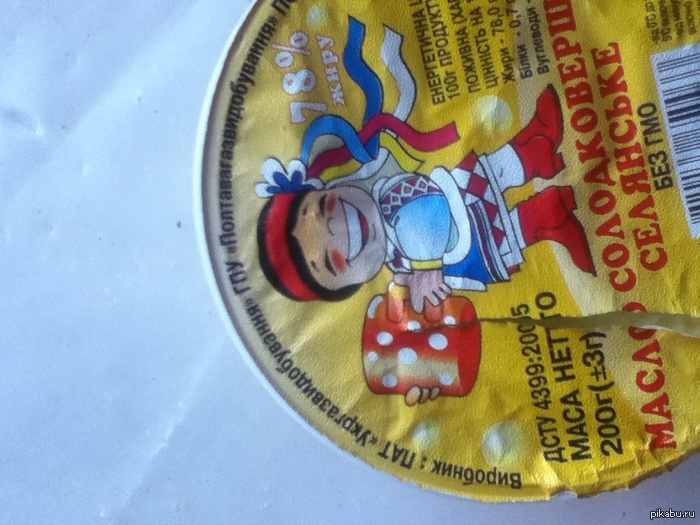 Виробник : ПАТ «Укргазвидобування» ГПУ «Полтавагазвидобування»
78%
ЖИРУ
ЕНЕРГЕТИЧНА
100г ПРОДУКТ
ПОЖИВНА
ЦІННІСТЬ НА
Жири - 78,0
Білки -
Вуглеводи -
МАСЛО СОЛОДКОВЕРШ
СЕЛЯНСЬКЕ
БЕЗ ГМО
ДСТУ 4399:2005
МАСА НЕТТО
200г(±3г)
pikabu.ru